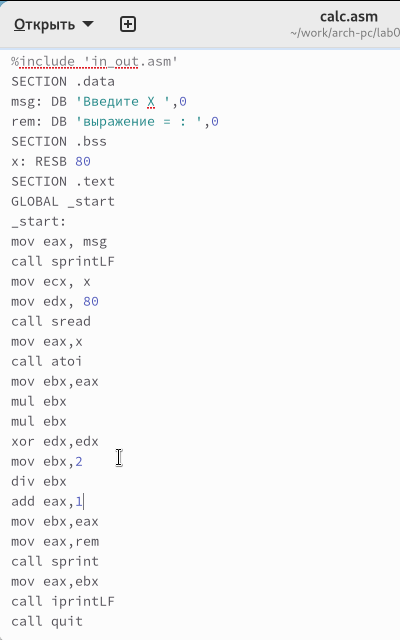 Открыть
calc.asm
~/work/arch-pc/lab0
%include 'in_out.asm'
SECTION .data
msg: DB 'Введите X ',0
rem: DB 'выражение = : ',0
SECTION .bss
x: RESB 80
SECTION .text
GLOBAL _start
_start:
mov eax, msg
call sprintLF
mov ecx, x
mov edx, 80
call sread
mov eax,x
call atoi
mov ebx,eax
mul ebx
mul ebx
xor edx,edx
mov ebx,2
div ebx
add eax,1
mov ebx,eax
mov eax,rem
call sprint
mov eax,ebx
call iprintLF
call quit